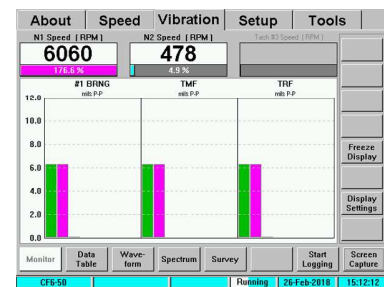 About Speed Vibration Setup Tools
N1 Speed [ RPM ] N2 Speed [ RPM ] Tach #3 Speed [ RPM ]
6060 478
176.6 % 4.9 %
#1 BRNG TMF TRF
mils P-P mils P-P mils P-P
12.0
10.0
8.0
6.0
4.0
2.0
0.0
Freeze
Display
Display
Settings
Monitor Data Table Wave-form Spectrum Survey Start Logging Screen Capture
CF6-50 Running 26-Feb-2018 15:12:12